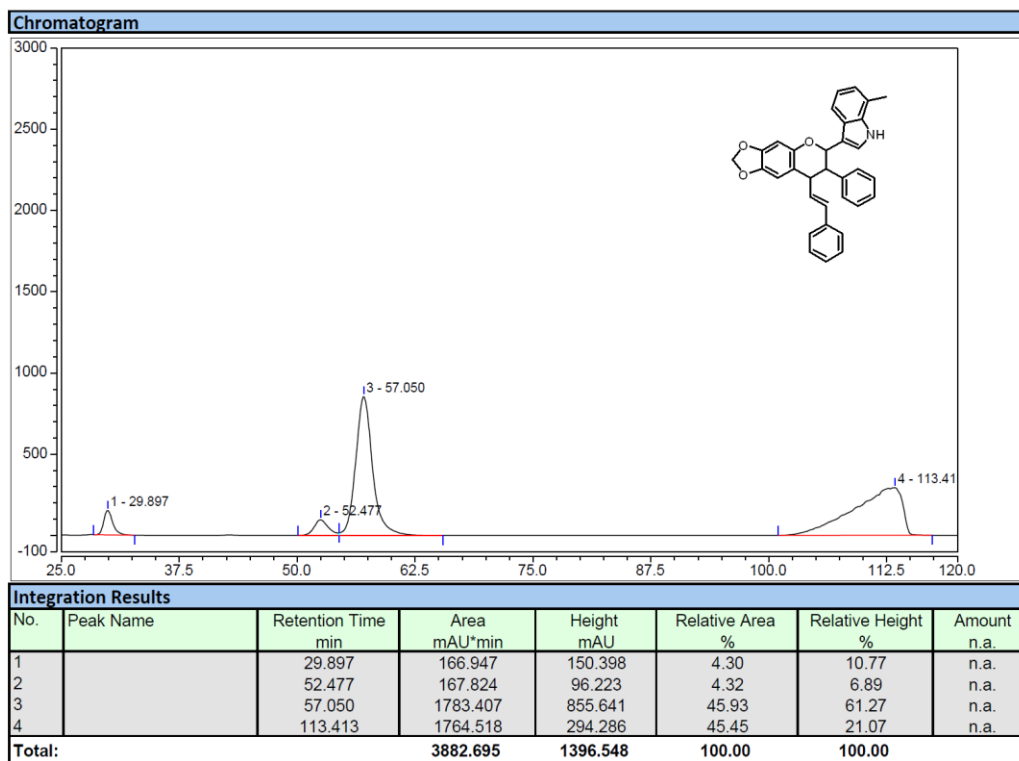 Chromatogram
3000
2500
2000
1500
1000
500
-100
1 - 29.897
2 - 52.477
3 - 57.050
4 - 113.41
O
O
O
NH
25.0 37.5 50.0 62.5 75.0 87.5 100.0 112.5 120.0
Integration Results
No. Peak Name Retention Time Area Height Relative Area Relative Height Amount
min mAU*min mAU % % n.a.
1 29.897 166.947 150.398 4.30 10.77 n.a.
2 52.477 167.824 96.223 4.32 6.89 n.a.
3 57.050 1783.407 855.641 45.93 61.27 n.a.
4 113.413 1764.518 294.286 45.45 21.07 n.a.
Total: 3882.695 1396.548 100.00 100.00